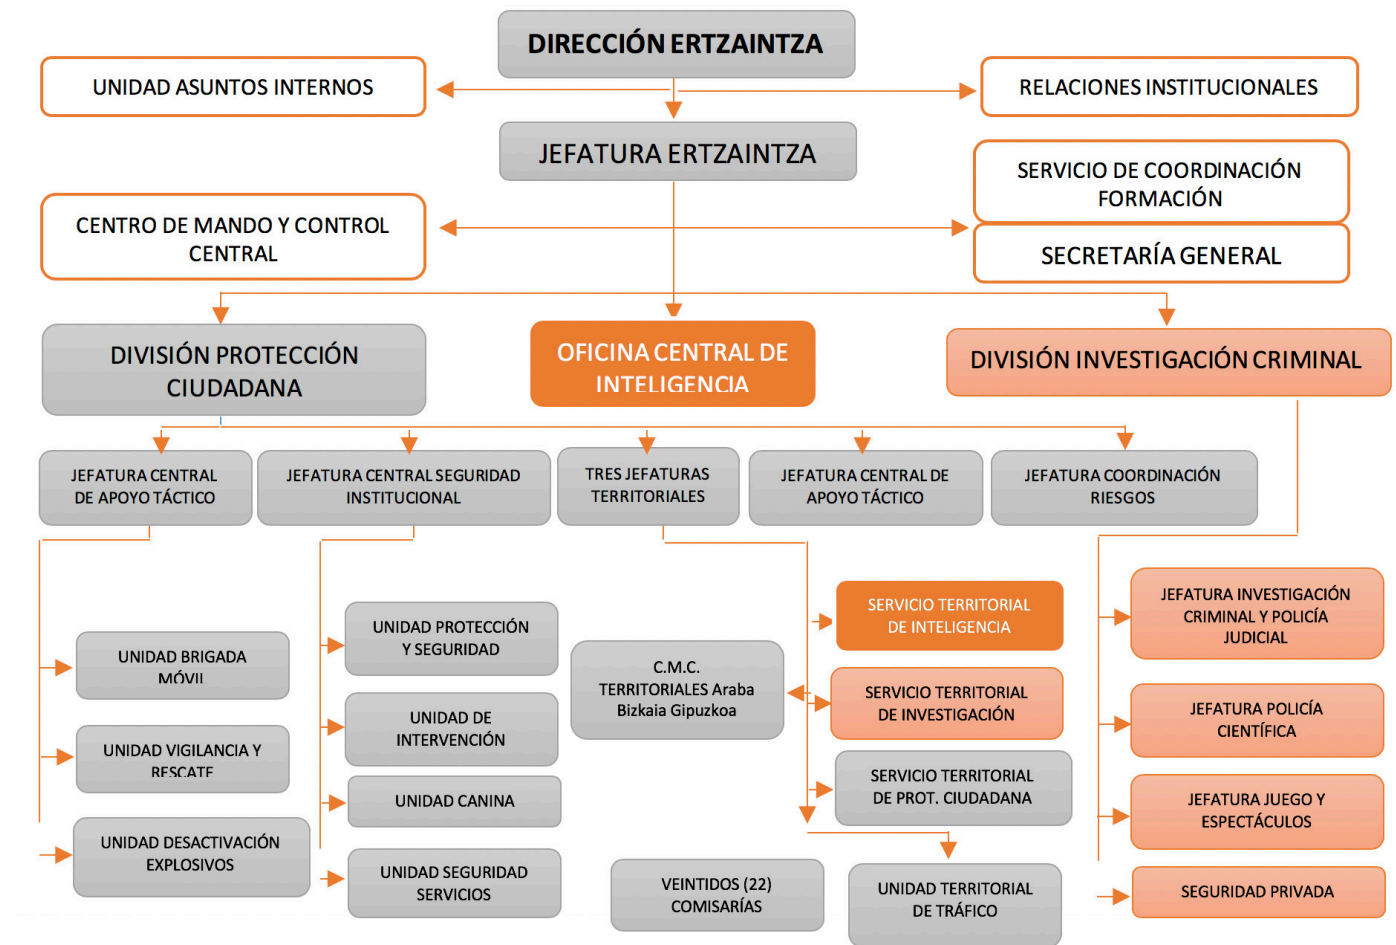 DIRECCIÓN ERTZAINTZA
UNIDAD ASUNTOS INTERNOS
RELACIONES INSTITUCIONALES
JEFATURA ERTZAINTZA
SERVICIO DE COORDINACIÓN
FORMACIÓN
CENTRO DE MANDO Y CONTROL
CENTRAL
SECRETARÍA GENERAL
DIVISIÓN PROTECCIÓN
CIUDADANA
OFICINA CENTRAL DE
INTELIGENCIA
DIVISIÓN INVESTIGACIÓN CRIMINAL
JEFATURA CENTRAL
DE APOYO TÁCTICO
JEFATURA CENTRAL SEGURIDAD
INSTITUCIONAL
TRES JEFATURAS
TERRITORIALES
JEFATURA CENTRAL DE
APOYO TÁCTICO
JEFATURA COORDINACIÓN
RIESGOS
UNIDAD BRIGADA
MÓVIL
UNIDAD VIGILANCIA Y
RESCATE
UNIDAD DESACTIVACIÓN
EXPLOSIVOS
UNIDAD PROTECCIÓN
Y SEGURIDAD
UNIDAD DE
INTERVENCIÓN
UNIDAD CANINA
UNIDAD SEGURIDAD
SERVICIOS
C.M.C.
TERRITORIALES Araba
Bizkaia Gipuzkoa
VEINTIDOS (22)
COMISARÍAS
SERVICIO TERRITORIAL
DE INTELIGENCIA
SERVICIO TERRITORIAL
DE INVESTIGACIÓN
SERVICIO TERRITORIAL
DE PROT. CIUDADANA
UNIDAD TERRITORIAL
DE TRÁFICO
JEFATURA INVESTIGACIÓN
CRIMINAL Y POLICÍA
JUDICIAL
JEFATURA POLICÍA
CIENTÍFICA
JEFATURA JUEGO Y
ESPECTÁCULOS
SEGURIDAD PRIVADA